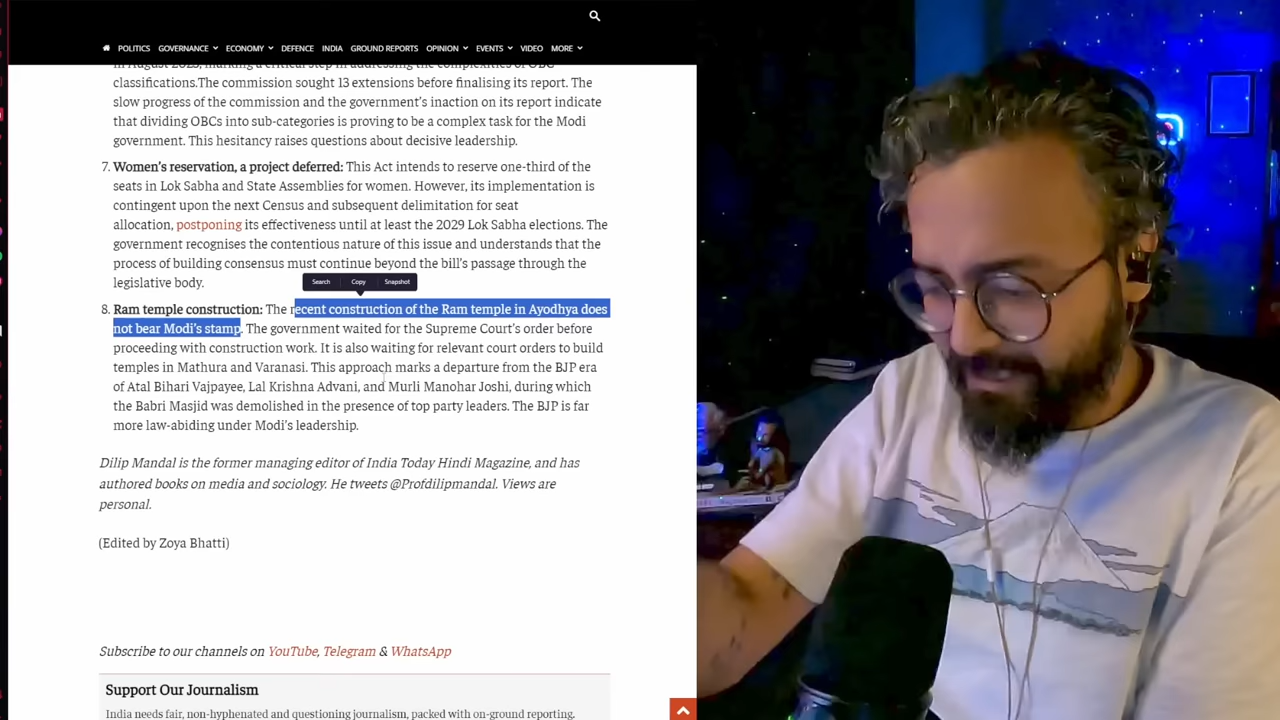 POLITICS GOVERNANCE ECONOMY DEFENCE INDIA GROUND REPORTS OPINION EVENTS VIDEO MORE
in August 2023, marking a critical step in addressing the complexities of OBC
classifications.The commission sought 13 extensions before finalising its report. The
slow progress of the commission and the government's inaction on its report indicate
that dividing OBCs into sub-categories is proving to be a complex task for the Modi
government. This hesitancy raises questions about decisive leadership.
7. Women's reservation, a project deferred: This Act intends to reserve one-third of the
seats in Lok Sabha and State Assemblies for women. However, its implementation is
contingent upon the next Census and subsequent delimitation for seat
allocation, postponing its effectiveness until at least the 2029 Lok Sabha elections. The
government recognises the contentious nature of this issue and understands that the
process of building consensus must continue beyond the bill's passage through the
legislative body.
Search Copy Snapshot
8. Ram temple construction: The recent construction of the Ram temple in Ayodhya does
not bear Modi's stamp. The government waited for the Supreme Court's order before
proceeding with construction work. It is also waiting for relevant court orders to build
temples in Mathura and Varanasi. This approach marks a departure from the BJP era
of Atal Bihari Vajpayee, Lal Krishna Advani, and Murli Manohar Joshi, during which
the Babri Masjid was demolished in the presence of top party leaders. The BJP is far
more law-abiding under Modi's leadership.
Dilip Mandal is the former managing editor of India Today Hindi Magazine, and has
authored books on media and sociology. He tweets @Profdilipmandal. Views are
personal.
(Edited by Zoya Bhatti)
Subscribe to our channels on YouTube, Telegram & WhatsApp
Support Our Journalism
India needs fair, non-hyphenated and questioning journalism, packed with on-ground reporting.